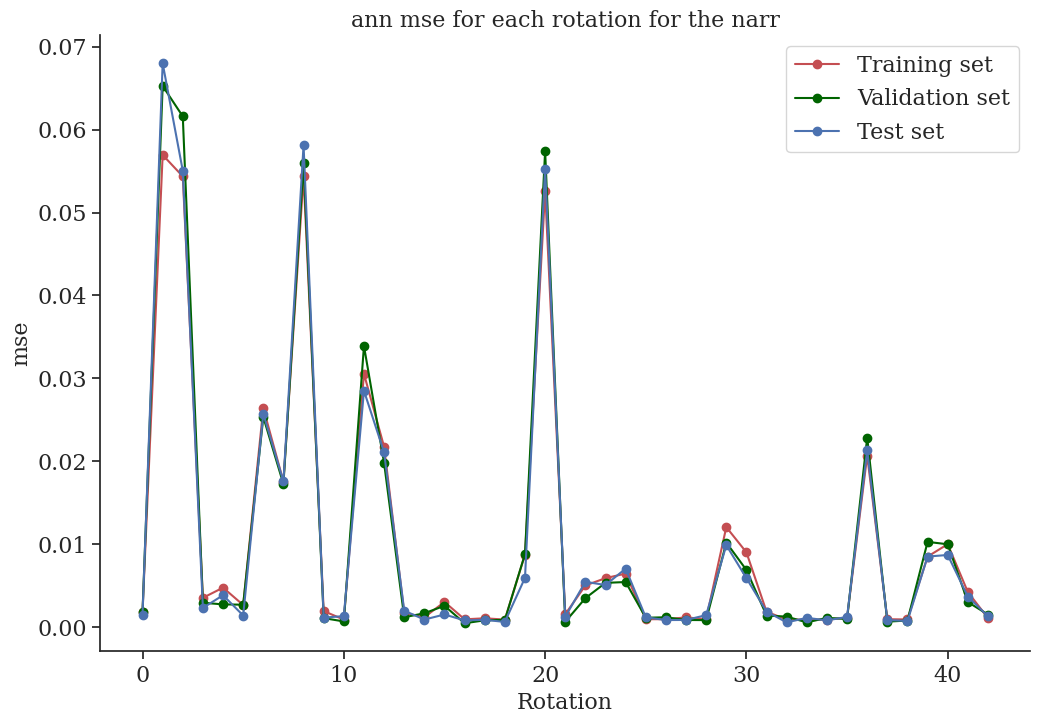 ann mse for each rotation for the narr
Training set
Validation set
Test set
mse
0.07
0.06
0.05
0.04
0.03
0.02
0.01
0.00
0 10 20 30 40
Rotation